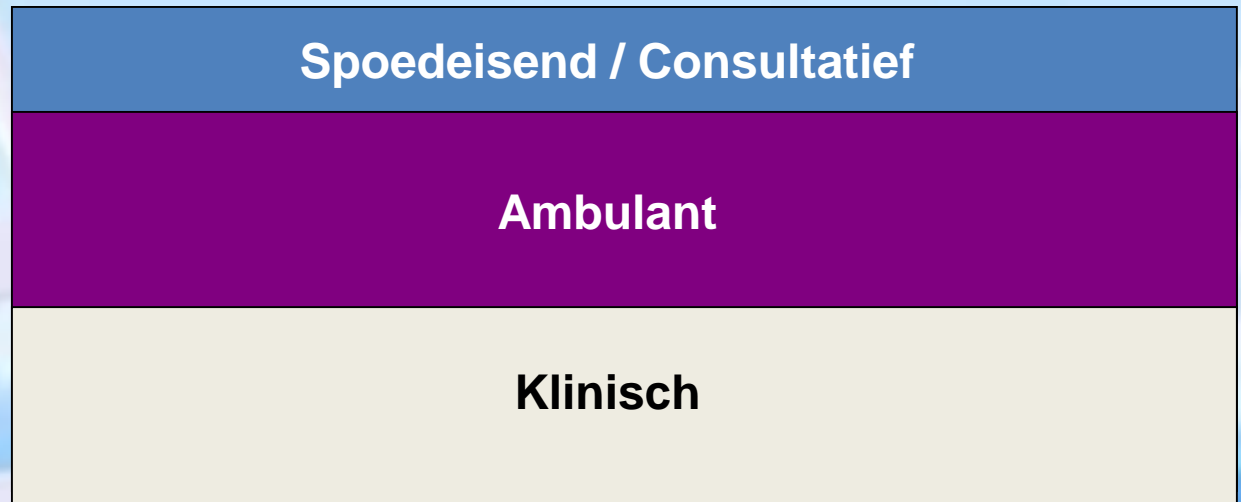 Spoedeisend / Consultatief
Ambulant
Klinisch